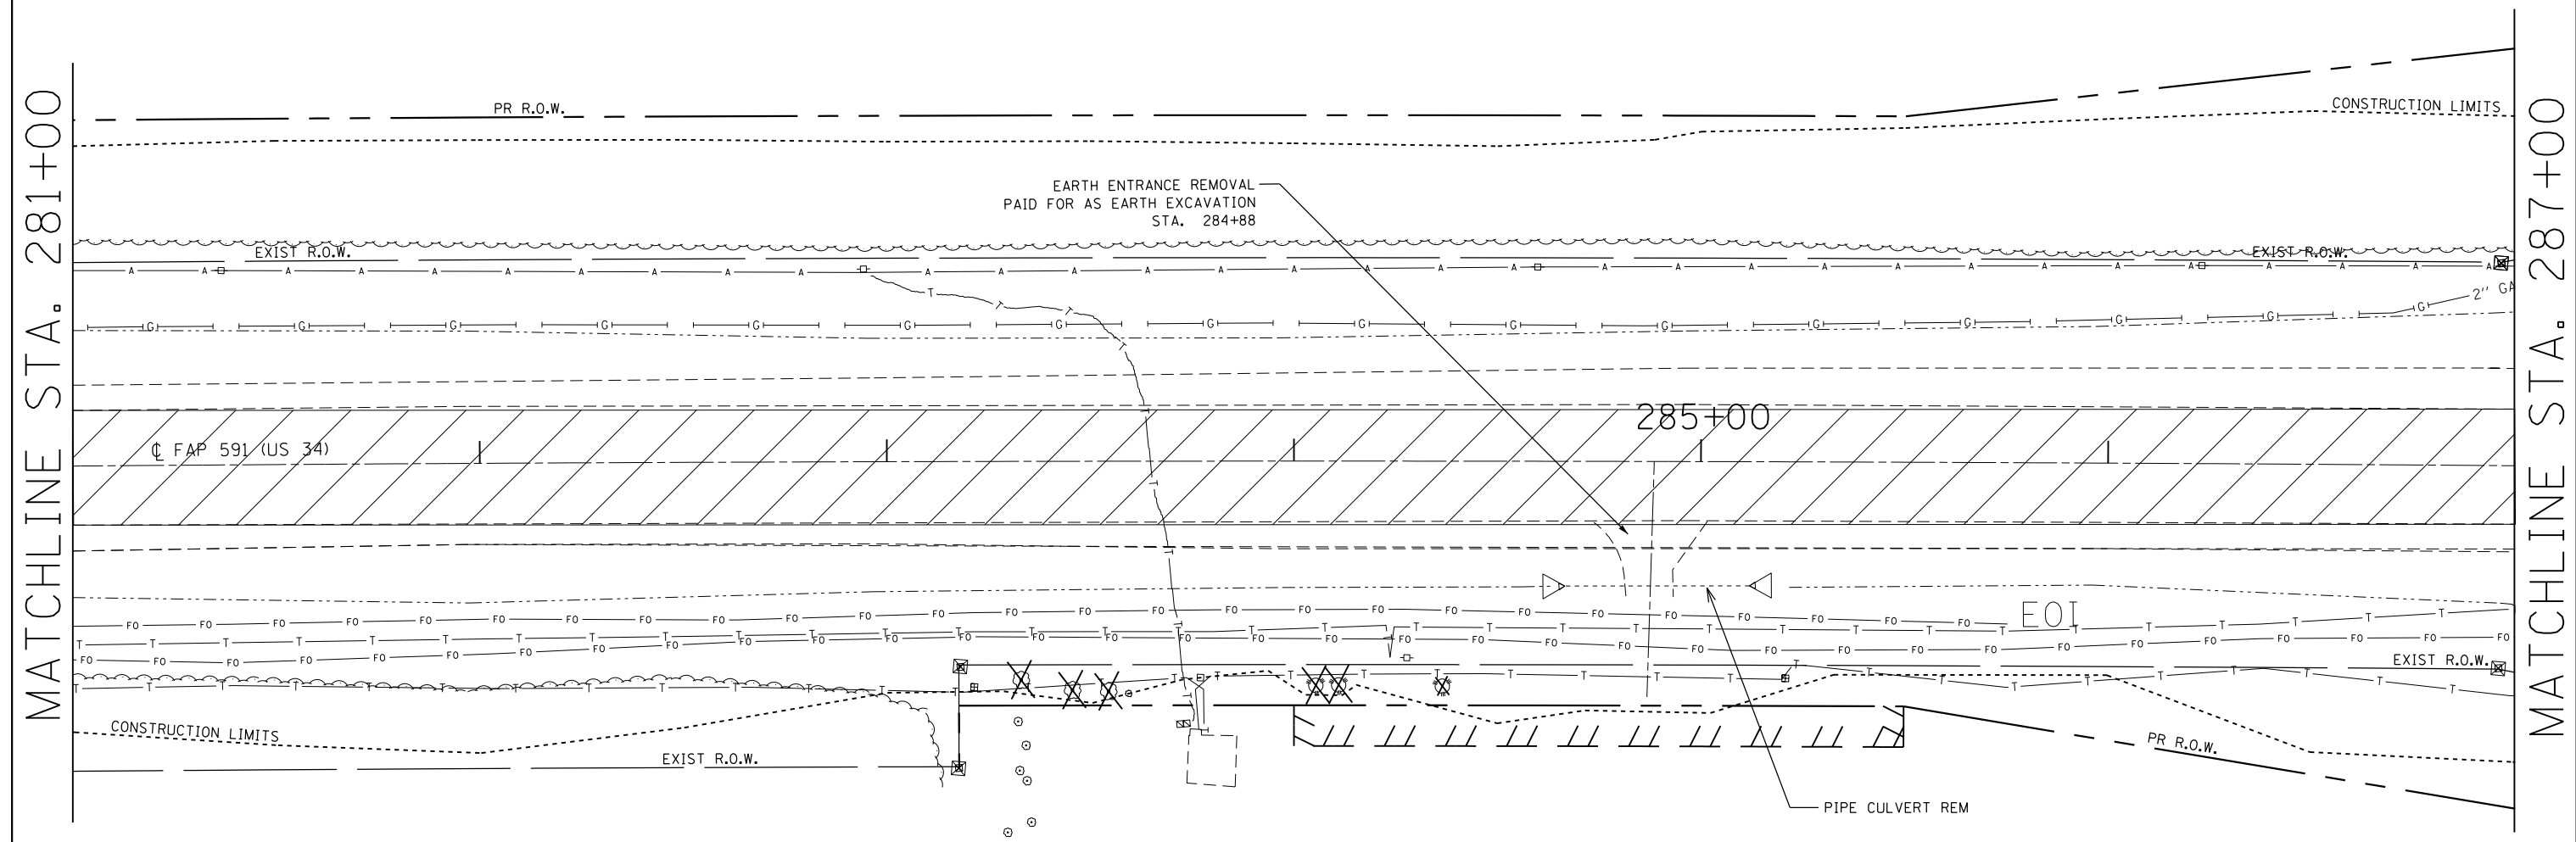 MATCHLINE STA. 281+00
PR R.O.W.
CONSTRUCTION LIMITS
EARTH ENTRANCE REMOVAL
PAID FOR AS EARTH EXCAVATION
STA. 284+88
EXIST R.O.W.
EXIST R.O.W.
2" GA
285+00
℄ FAP 591 (US 34)
EOI
EXIST R.O.W.
CONSTRUCTION LIMITS
EXIST R.O.W.
PR R.O.W.
PIPE CULVERT REM
MATCHLINE STA. 287+00